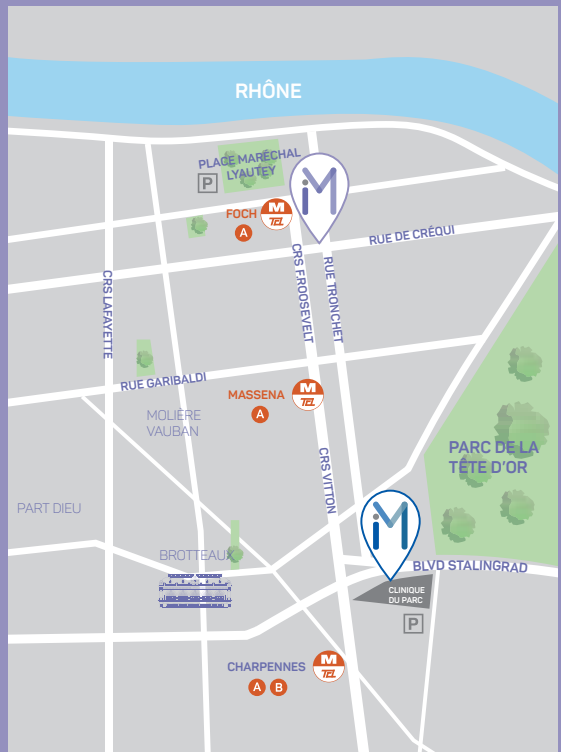 RHÔNE
PLACE MARÉCHAL
LYAUTEY
P
iM
FOCH
M
TCL
A
RUE DE CRÉQUI
CRS F.ROOSEVELT
RUE TRONCHET
CRS LAFAYETTE
RUE GARIBALDI
MASSENA
M
TCL
A
MOLIÈRE
VAUBAN
CRS VITTON
PARC DE LA
TÊTE D'OR
PART DIEU
iM
BROTTEAUX
BLVD STALINGRAD
CLINIQUE
DU PARC
P
CHARPENNES
M
TCL
A B